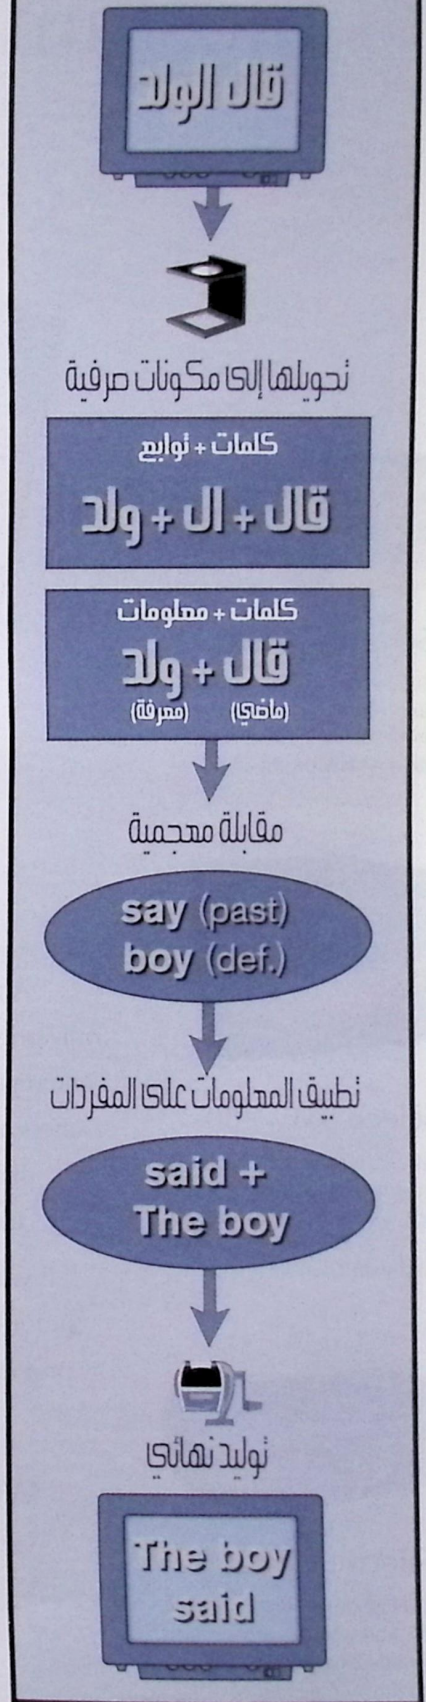 قال الولد
تحويلها إلى مكونات صرفية
كلمات + توابع
قال + ال + ولد
كلمات + معلومات
قال + ولد
(ماضي) (معرفة)
مقابلة معجمية
say (past)
boy (def.)
تطبيق المعلومات على المفردات
said +
The boy
توليد نهائي
The boy
said